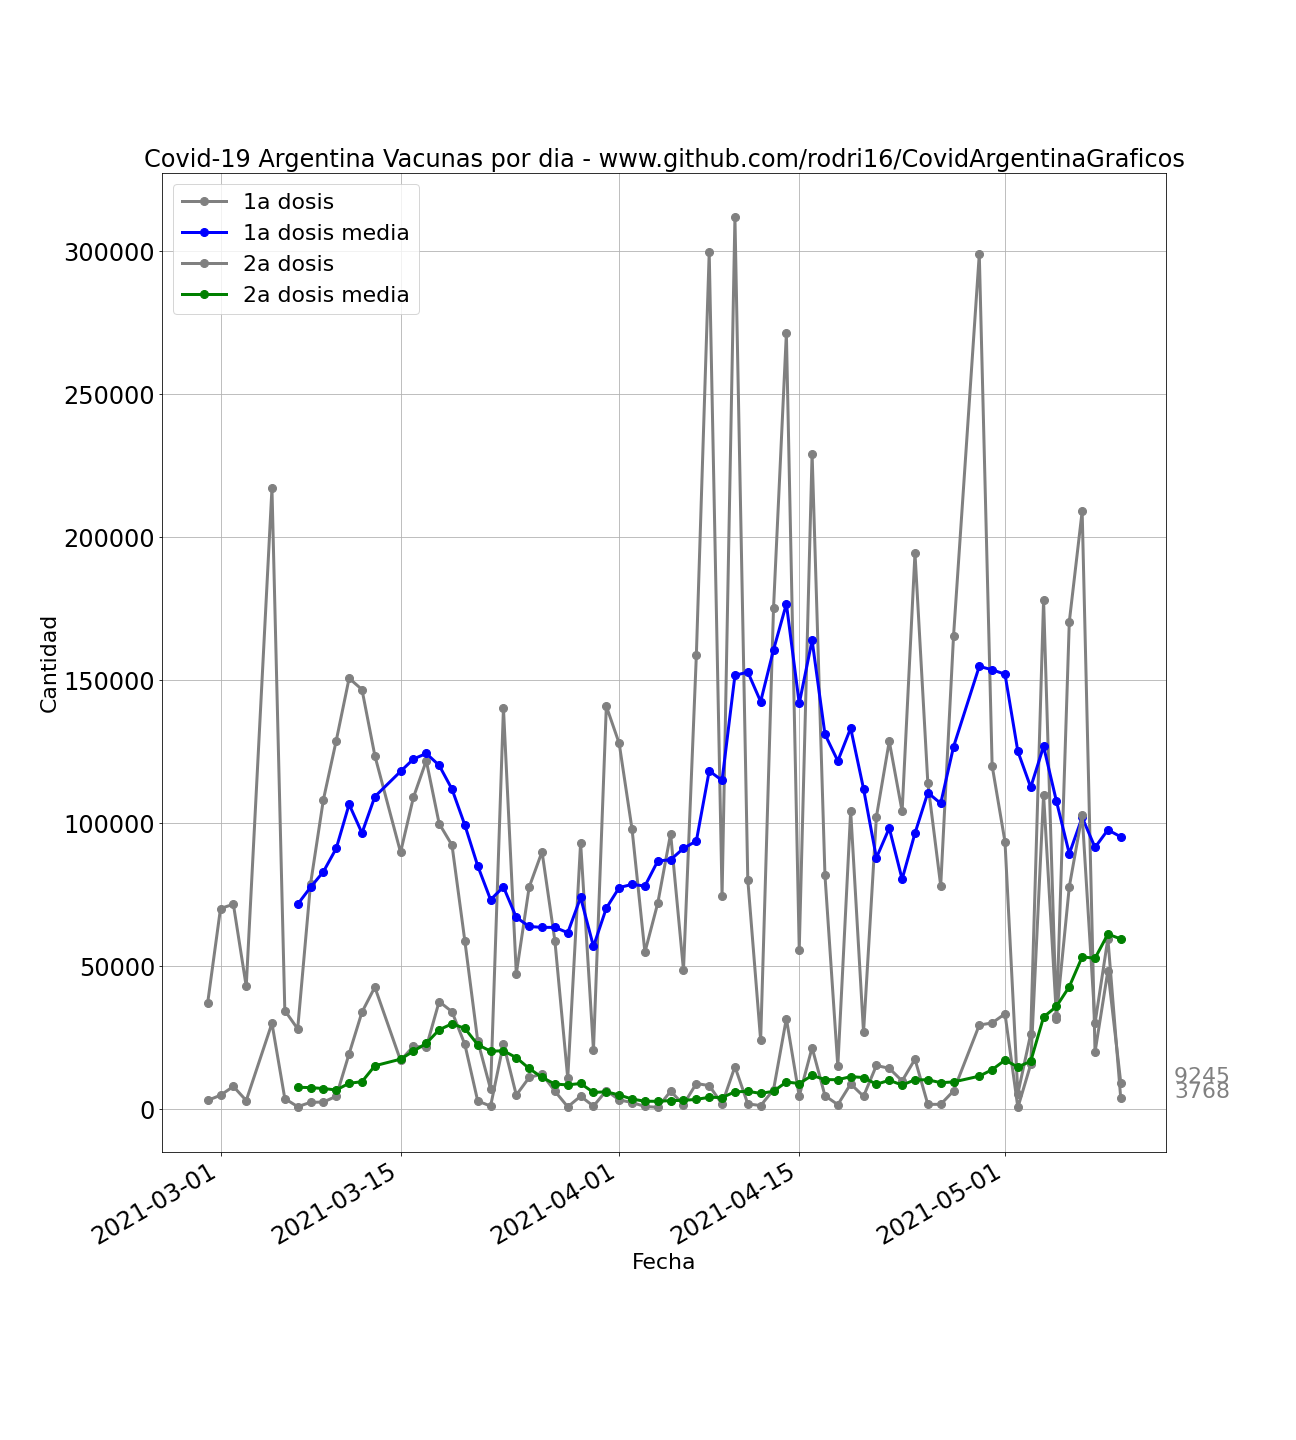 Covid-19 Argentina Vacunas por dia - www.github.com/rodri16/CovidArgentinaGraficos
1a dosis
1a dosis media
2a dosis
2a dosis media
300000
250000
200000
150000
100000
50000
0
Cantidad
9245
3768
2021-03-01
2021-03-15
2021-04-01
2021-04-15
2021-05-01
Fecha